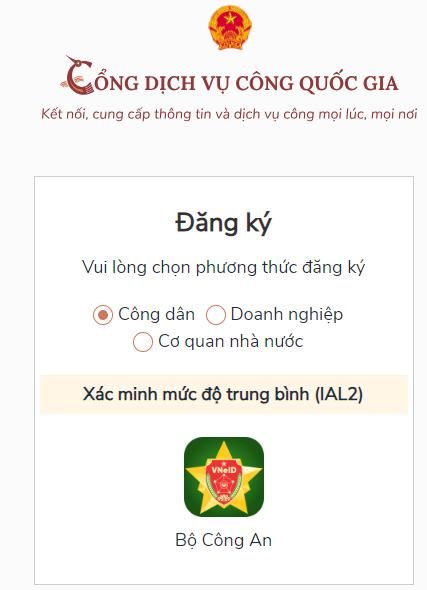 CỔNG DỊCH VỤ CÔNG QUỐC GIA
Kết nối, cung cấp thông tin và dịch vụ công mọi lúc, mọi nơi
Đăng ký
Vui lòng chọn phương thức đăng ký
Công dân Doanh nghiệp
Cơ quan nhà nước
Xác minh mức độ trung bình (IAL2)
VNeID
Bộ Công An